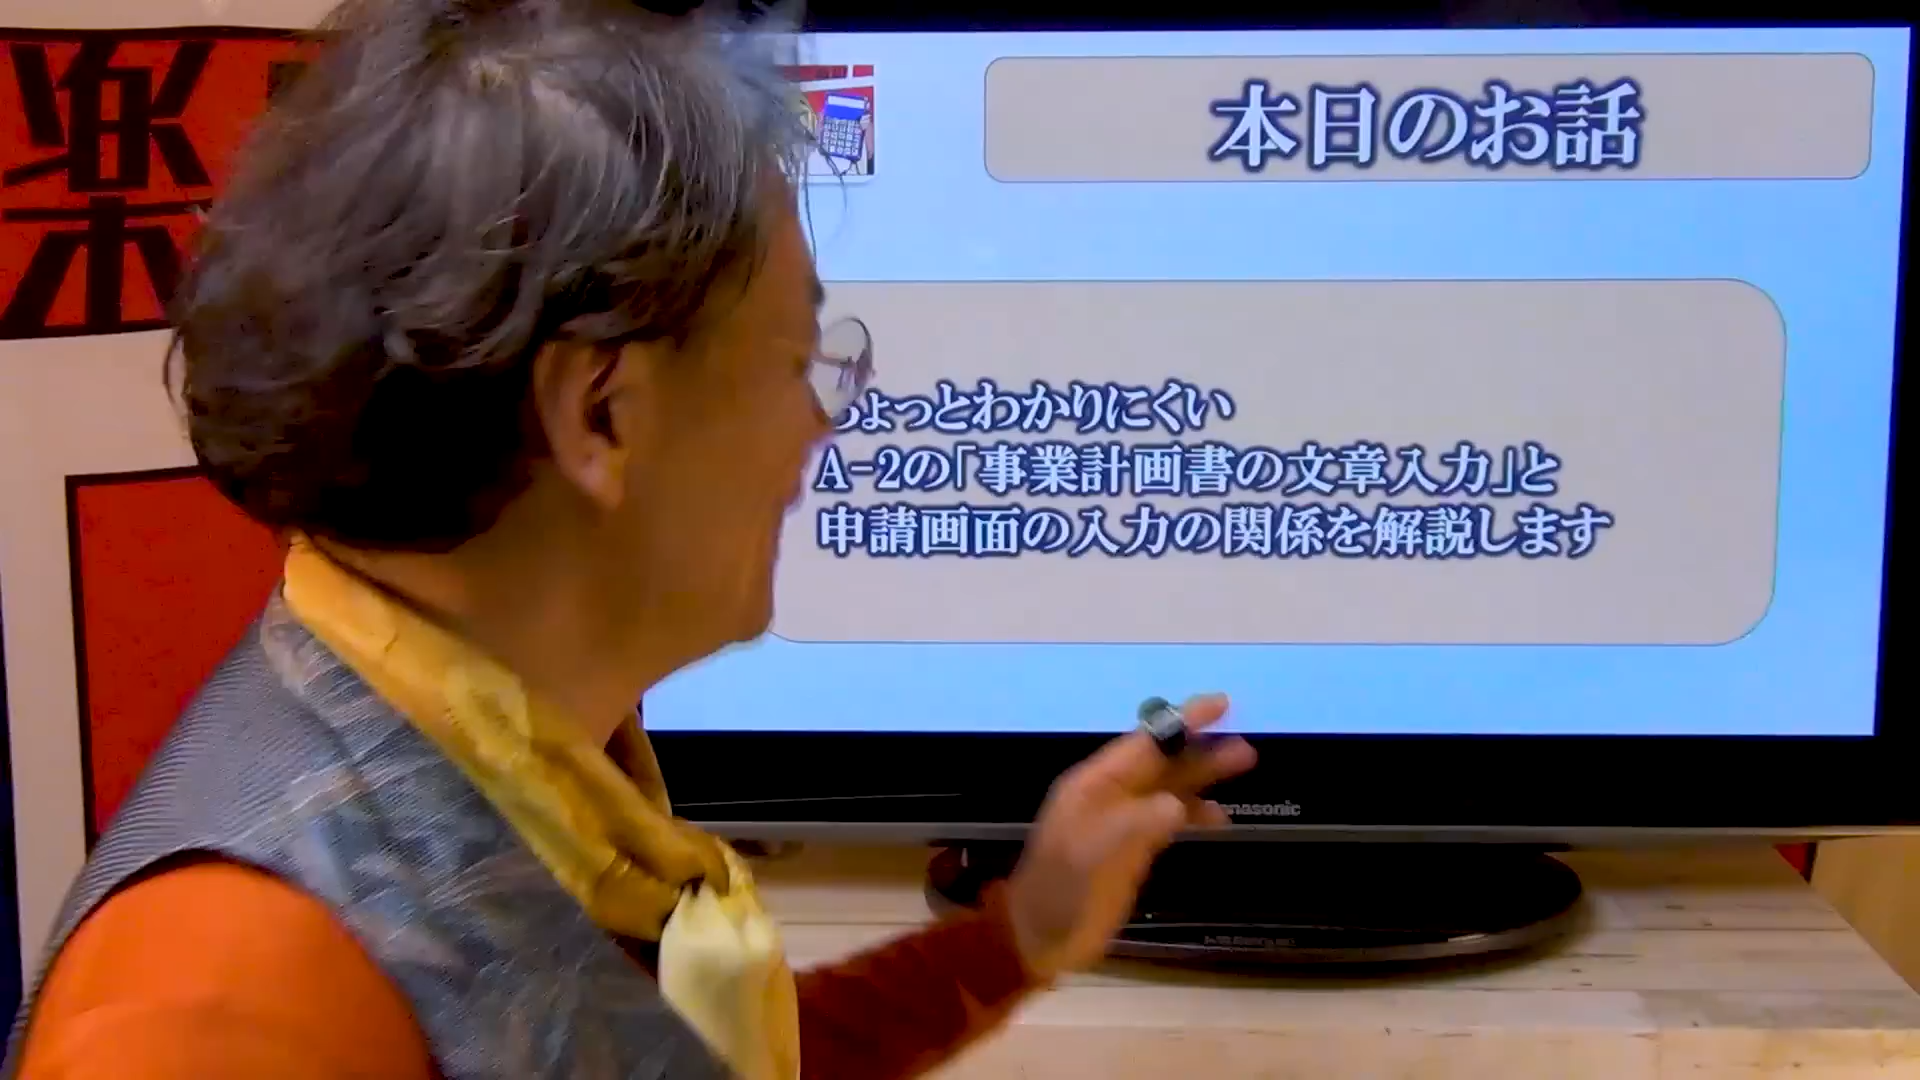 本日のお話
ちょっとわかりにくい
A-2の「事業計画書の文章入力」と
申請画面の入力の関係を解説します
Panasonic
楽